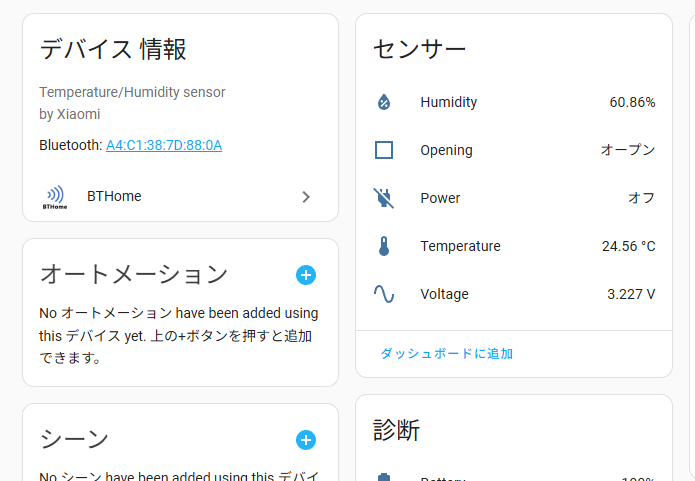 デバイス 情報
Temperature/Humidity sensor
by Xiaomi
Bluetooth: A4:C1:38:7D:88:0A
BTHome
BTHome
オートメーション
No オートメーション have been added using
this デバイス yet. 上の+ボタンを押すと追加
できます。
シーン
No シーン have been added using this デバイ
センサー
Humidity 60.86%
Opening オープン
Power オフ
Temperature 24.56 °C
Voltage 3.227 V
ダッシュボードに追加
診断
Battery 100%